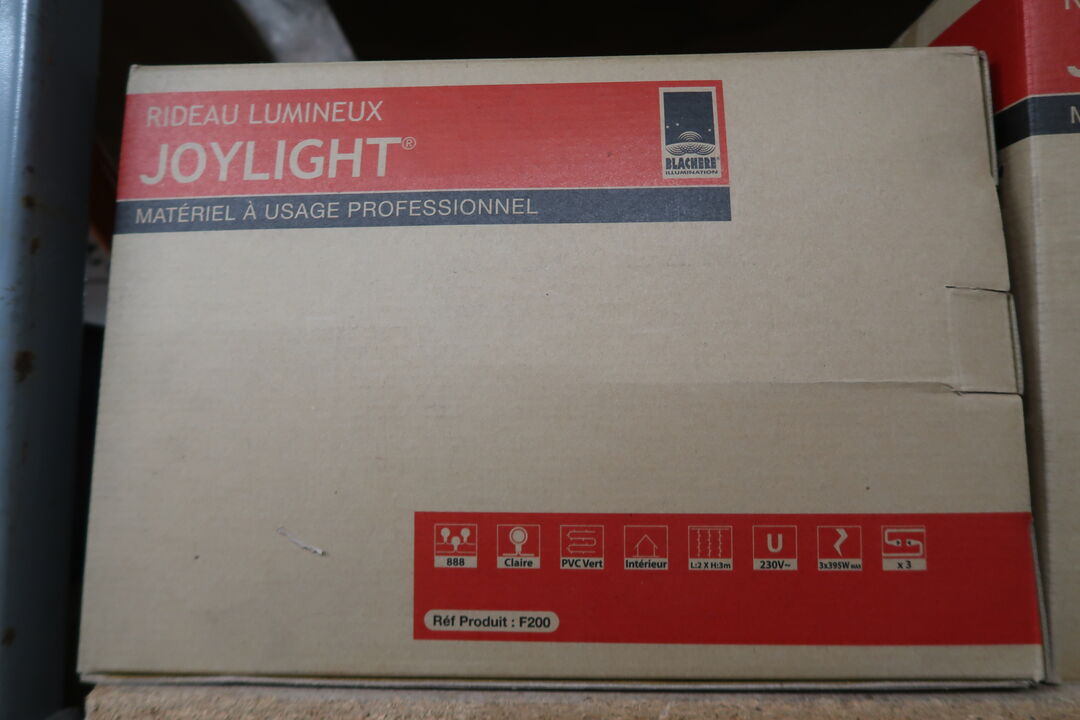 RIDEAU LUMINEUX
JOYLIGHT®
BLACHERE®
ILLUMINATION
MATÉRIEL À USAGE PROFESSIONNEL
888
Claire
PVC Vert
Intérieur
L:2 X H:3m
U
230V~
3x395W MAX
x 3
Réf Produit : F200